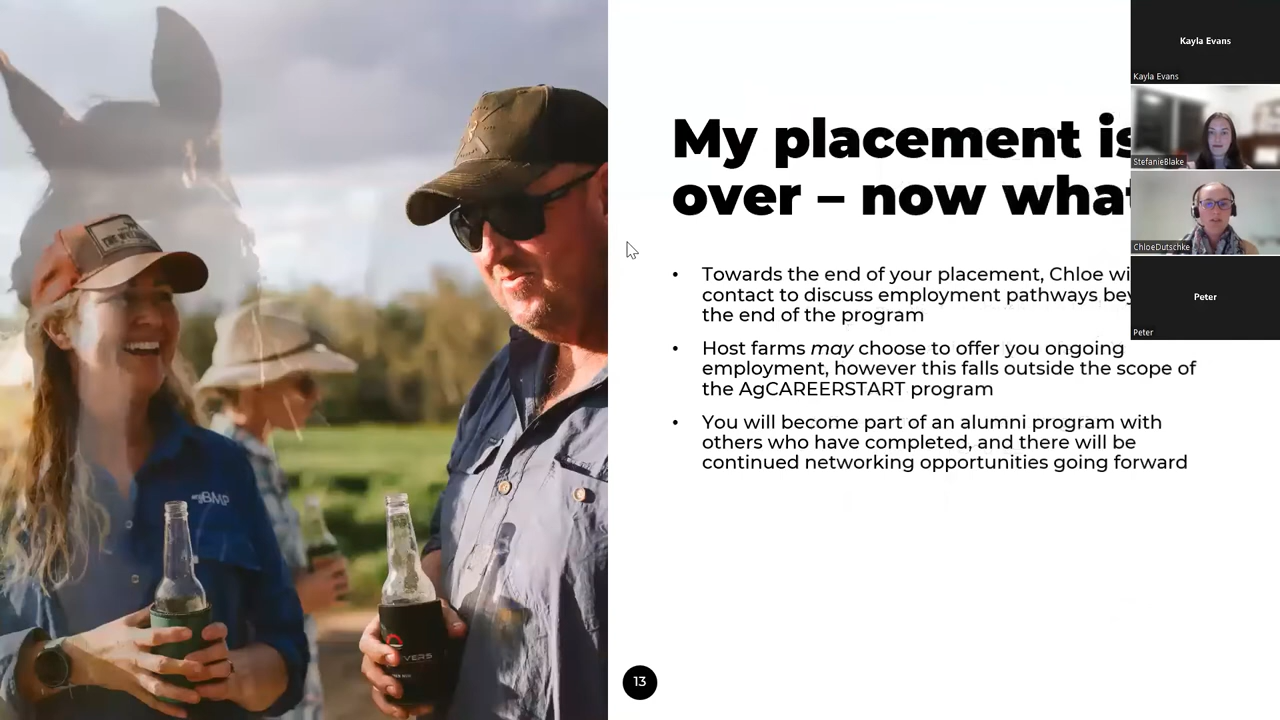 My placement is
over – now what
• Towards the end of your placement, Chloe wi
contact to discuss employment pathways bey
the end of the program
• Host farms may choose to offer you ongoing
employment, however this falls outside the scope of
the AgCAREERSTART program
• You will become part of an alumni program with
others who have completed, and there will be
continued networking opportunities going forward
13
Kayla Evans
Kayla Evans
StefanieBlake
ChloeDutschke
Peter
Peter
BMP
VERS